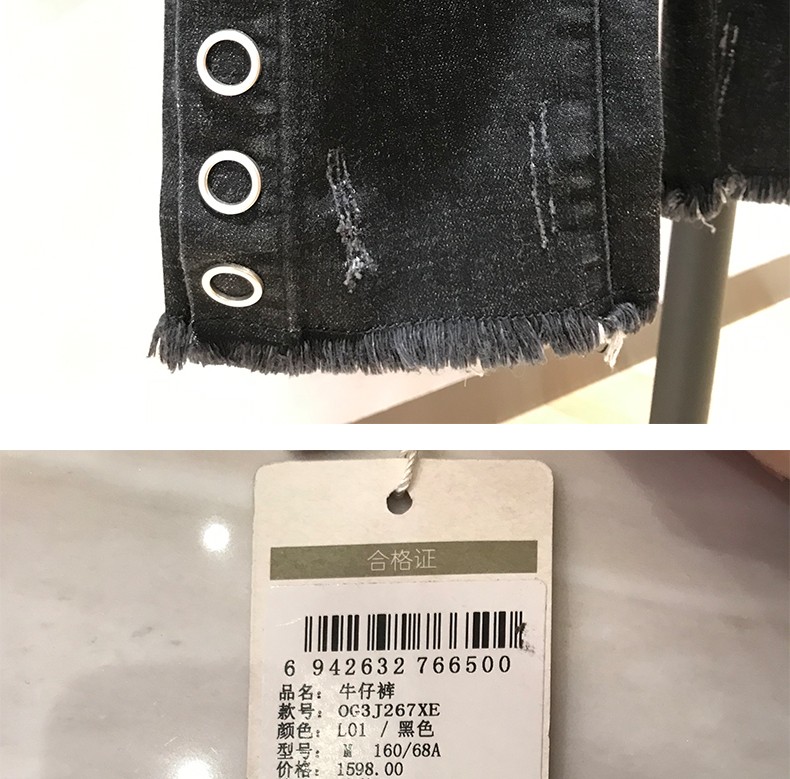 合格证
6 942632 766500
品名: 牛仔裤
款号: OG3J267XE
颜色: L01 / 黑色
型号: M 160/68A
价格: 1598.00